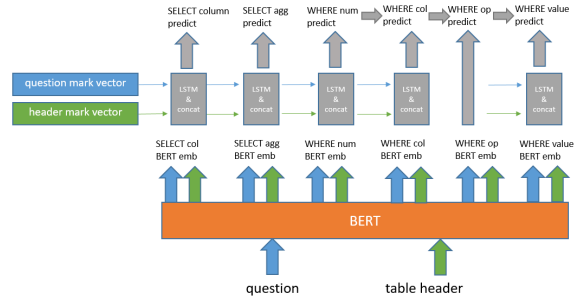 SELECT column
predict
SELECT agg
predict
WHERE num
predict
WHERE col
predict
WHERE op
predict
WHERE value
predict
question mark vector
header mark vector
LSTM
&
concat
LSTM
&
concat
LSTM
&
concat
LSTM
&
concat
LSTM
&
concat
SELECT col
BERT emb
SELECT agg
BERT emb
WHERE num
BERT emb
WHERE col
BERT emb
WHERE op
BERT emb
WHERE value
BERT emb
BERT
question
table header